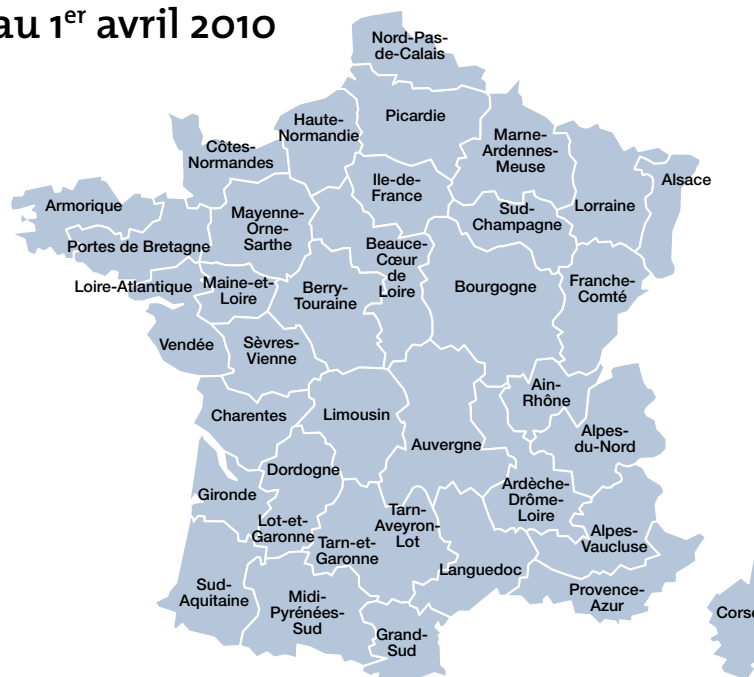 au 1er avril 2010
Nord-Pas-
de-Calais
Picardie
Haute-
Normandie
Marne-
Ardennes-
Meuse
Côtes-
Normandes
Ile-de-
France
Alsace
Armorique
Mayenne-
Orne-
Sarthe
Sud-
Champagne
Lorraine
Portes de Bretagne
Beauce-
Cœur
de
Loire
Loire-Atlantique
Maine-et-
Loire
Berry-
Touraine
Bourgogne
Franche-
Comté
Vendée
Sèvres-
Vienne
Ain-
Rhône
Charentes
Limousin
Auvergne
Alpes-
du-Nord
Dordogne
Gironde
Ardèche-
Drôme-
Loire
Lot-et-
Garonne
Tarn-et-
Garonne
Tarn-
Aveyron-
Lot
Alpes-
Vaucluse
Languedoc
Sud-
Aquitaine
Midi-
Pyrénées-
Sud
Provence-
Azur
Grand-
Sud
Corse